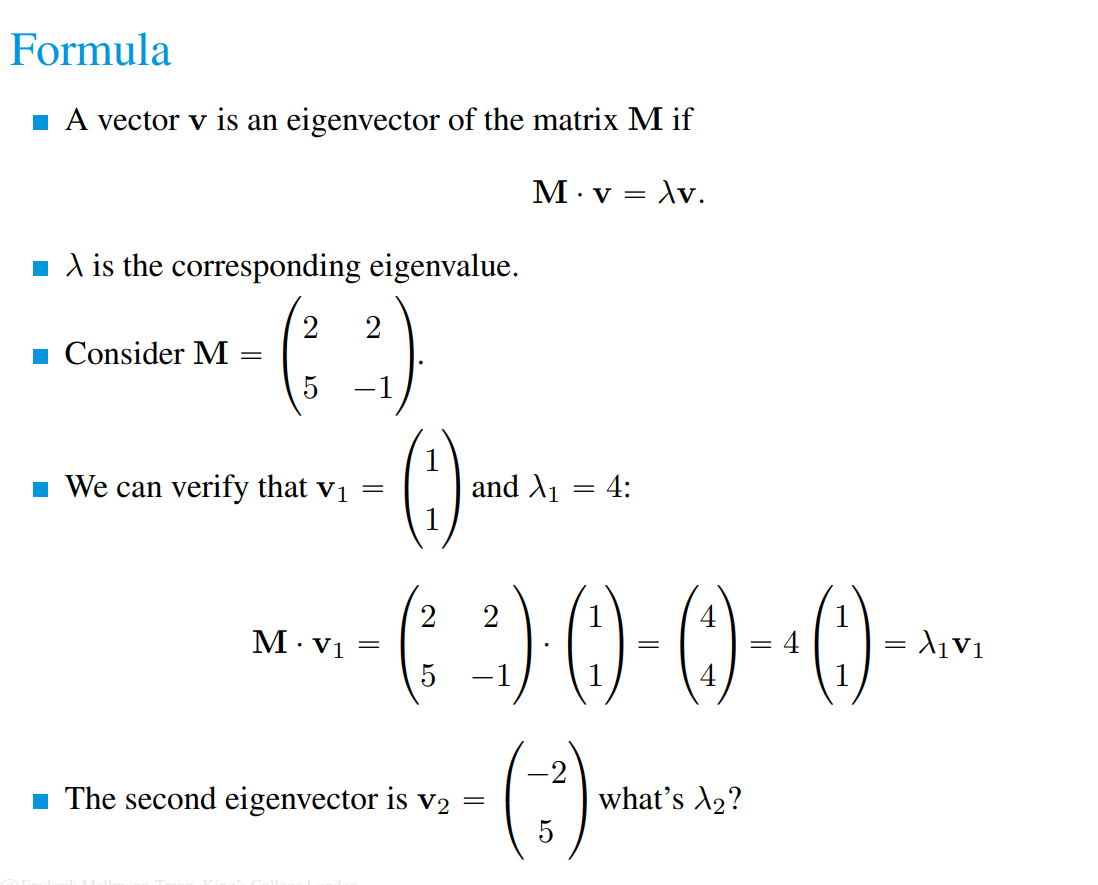 Formula
A vector v is an eigenvector of the matrix M if
M · v = λv.
λ is the corresponding eigenvalue.
Consider M = (2 2
5 −1).
We can verify that v₁ = (1
1) and λ₁ = 4:
M · v₁ = (2 2
5 −1) · (1
1) = (4
4) = 4 (1
1) = λ₁v₁
The second eigenvector is v₂ = (−2
5) what's λ₂?